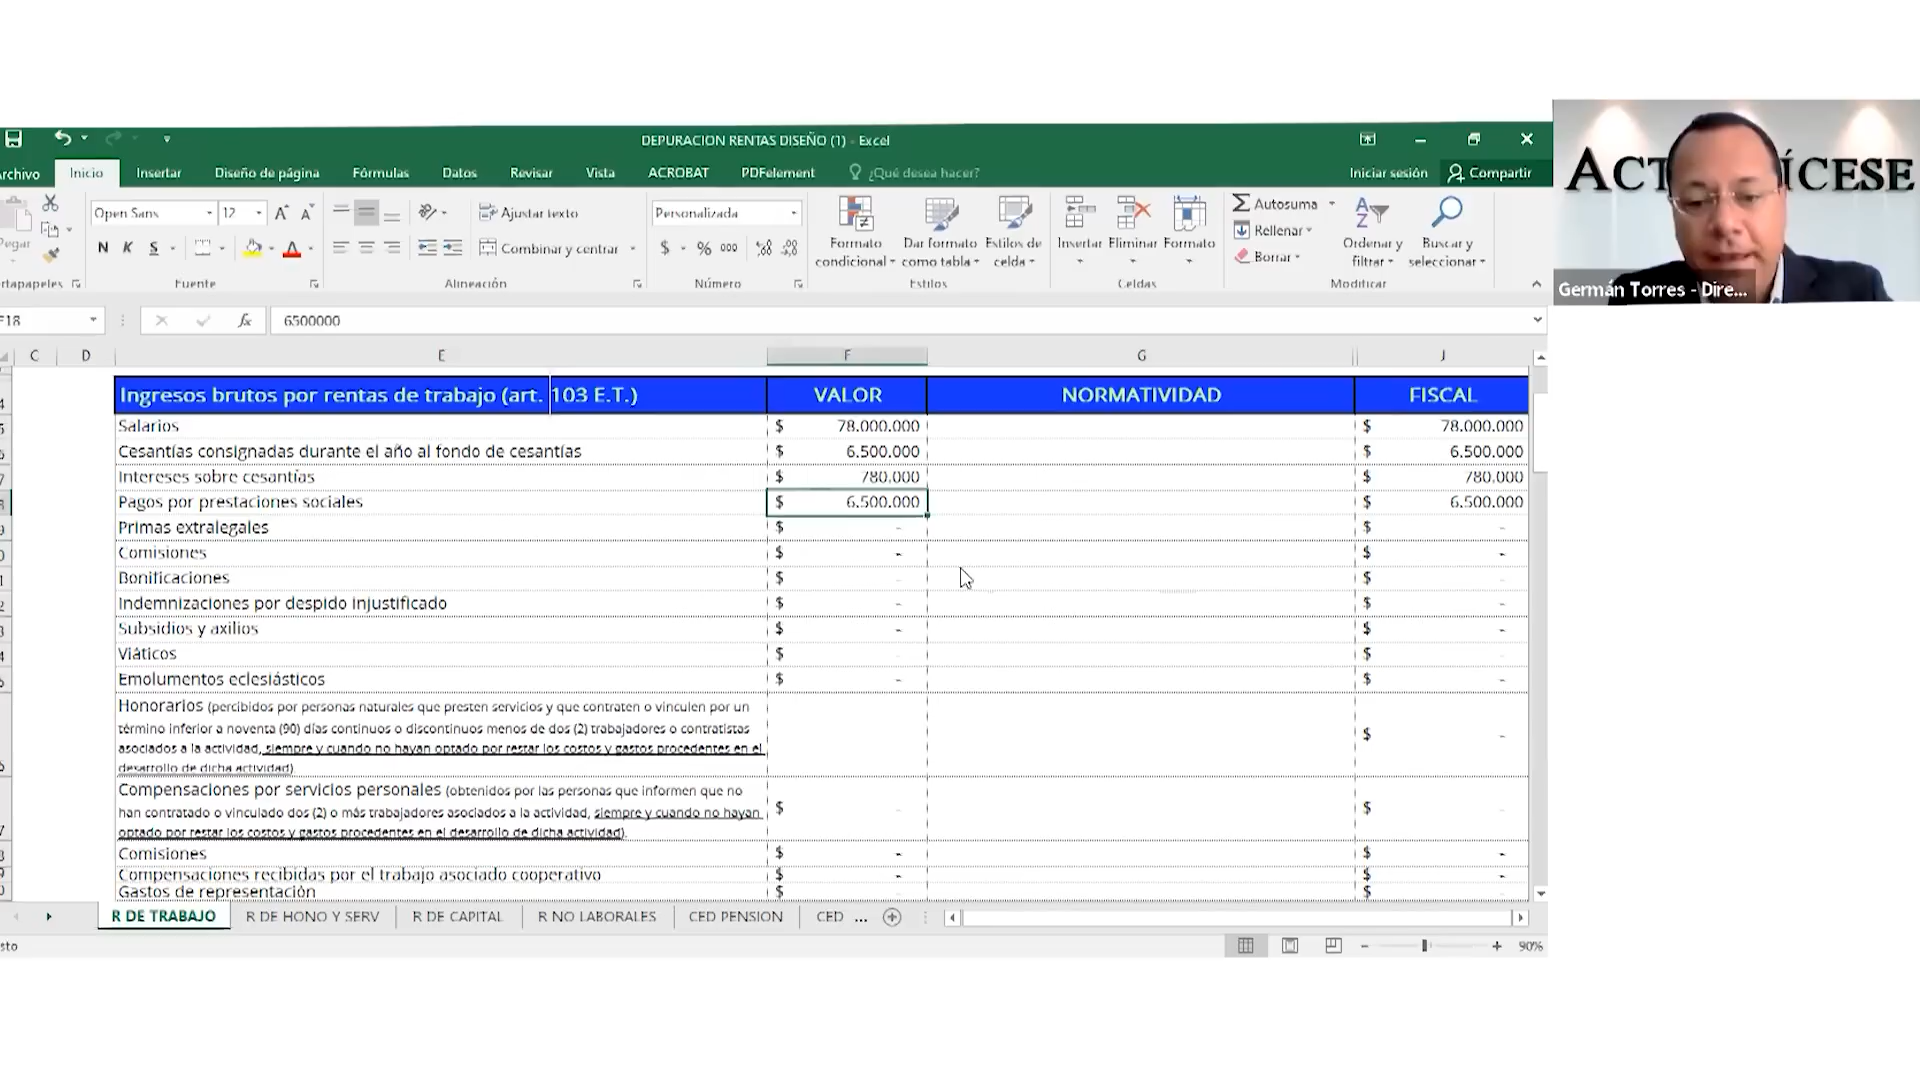 DEPURACION RENTAS DISEÑO (1) - Excel
rchivo Inicio Insertar Diseño de página Fórmulas Datos Revisar Vista ACROBAT PDFelement ¿Qué desea hacer? Iniciar sesión Compartir
Pegar Open Sans 12 Ajustar texto Personalizada Autosuma
N K S Combinar y centrar $ % 000 Formato condicional Dar formato como tabla Estilos de celda Insertar Eliminar Formato Rellenar Borrar Ordenar y filtrar Buscar y seleccionar
rtapapeles Fuente Alineación Número Estilos Celdas Modificar
F18 fx 6500000
C D E F G J
Ingresos brutos por rentas de trabajo (art. 103 E.T.) VALOR NORMATIVIDAD FISCAL
Salarios $ 78.000.000 $ 78.000.000
Cesantías consignadas durante el año al fondo de cesantías $ 6.500.000 $ 6.500.000
Intereses sobre cesantías $ 780.000 $ 780.000
Pagos por prestaciones sociales $ 6.500.000 $ 6.500.000
Primas extralegales $ - $ -
Comisiones $ - $ -
Bonificaciones $ - $ -
Indemnizaciones por despido injustificado $ - $ -
Subsidios y axilios $ - $ -
Viáticos $ - $ -
Emolumentos eclesiásticos $ - $ -
Honorarios (percibidos por personas naturales que presten servicios y que contraten o vinculen por un
término inferior a noventa (90) días continuos o discontinuos menos de dos (2) trabajadores o contratistas $ -
asociados a la actividad, siempre y cuando no hayan optado por restar los costos y gastos procedentes en el
desarrollo de dicha actividad)
Compensaciones por servicios personales (obtenidos por las personas que informen que no
han contratado o vinculado dos (2) o más trabajadores asociados a la actividad, siempre y cuando no hayan $ - $ -
optado por restar los costos y gastos procedentes en el desarrollo de dicha actividad).
Comisiones $ - $ -
Compensaciones recibidas por el trabajo asociado cooperativo $ - $ -
Gastos de representación $ - $ -
R DE TRABAJO R DE HONO Y SERV R DE CAPITAL R NO LABORALES CED PENSION CED ...
sto 90%
ACT ÍCESE
Germán Torres - Dire...